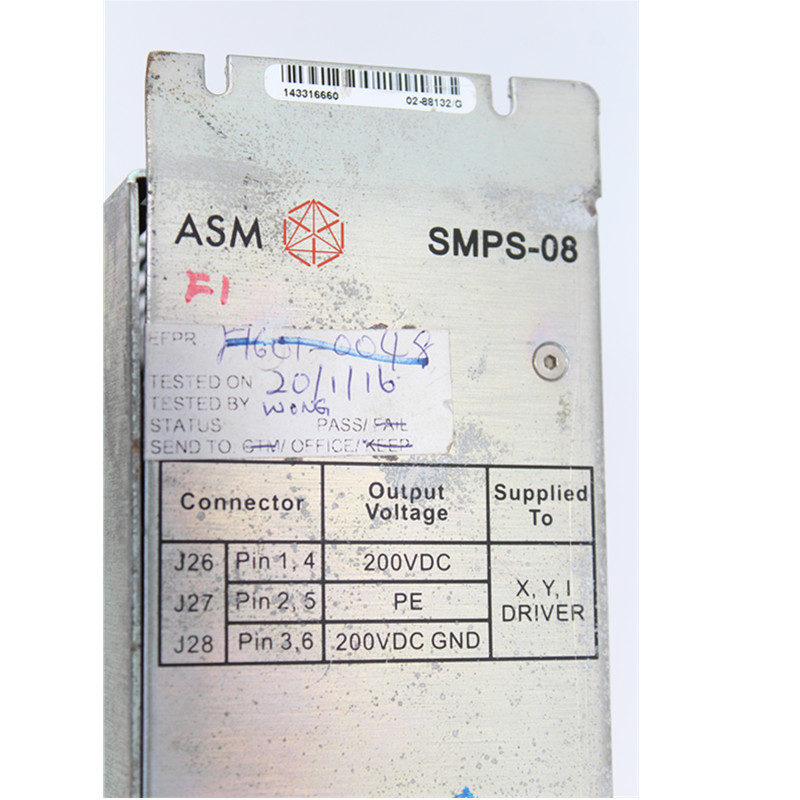 143316660 02-88132/G
ASM SMPS-08
F1
EFPR F1601-0048
TESTED ON 20/1/16
TESTED BY WONG
STATUS PASS/ FAIL
SEND TO GTM/ OFFICE/ KEEP
Connector Output Voltage Supplied To
J26 Pin 1, 4 200VDC
J27 Pin 2, 5 PE X, Y, I DRIVER
J28 Pin 3,6 200VDC GND